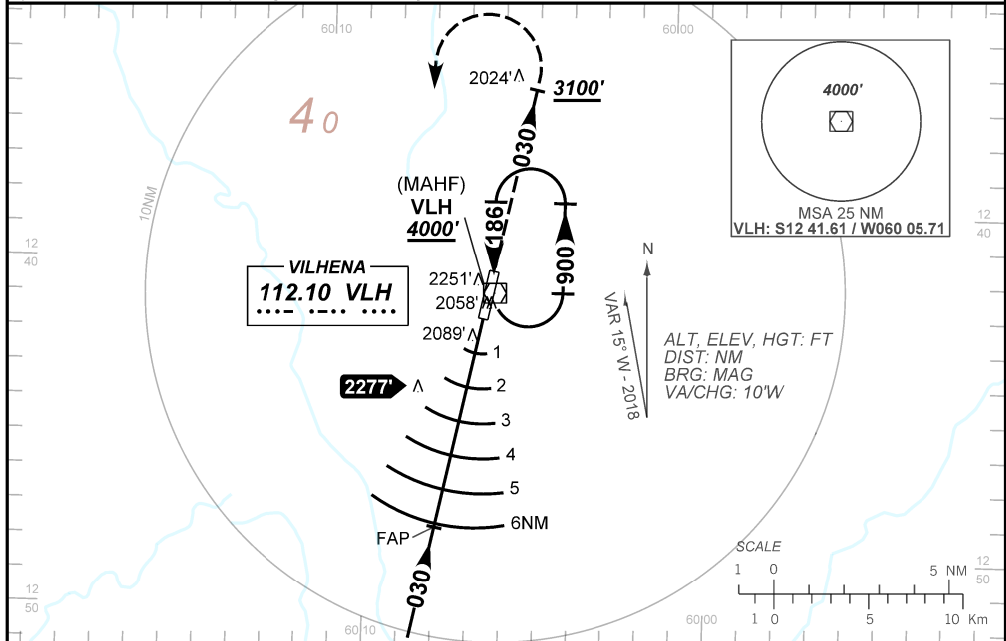 60 10
60 00
2024'
3100'
4000'
4 0
030
(MAHF)
VLH
4000'
MSA 25 NM
VLH: S12 41.61 / W060 05.71
10NM
186
006
12
40
12
40
VILHENA
112.10 VLH
2251'
2058'
2089'
N
VAR 15° W - 2018
ALT, ELEV, HGT: FT
DIST: NM
BRG: MAG
VA/CHG: 10'W
1
2277'
2
3
4
5
6NM
FAP
030
SCALE
1 0 5 NM
1 0 5 10 Km
12
50
12
50
60 10
60 00